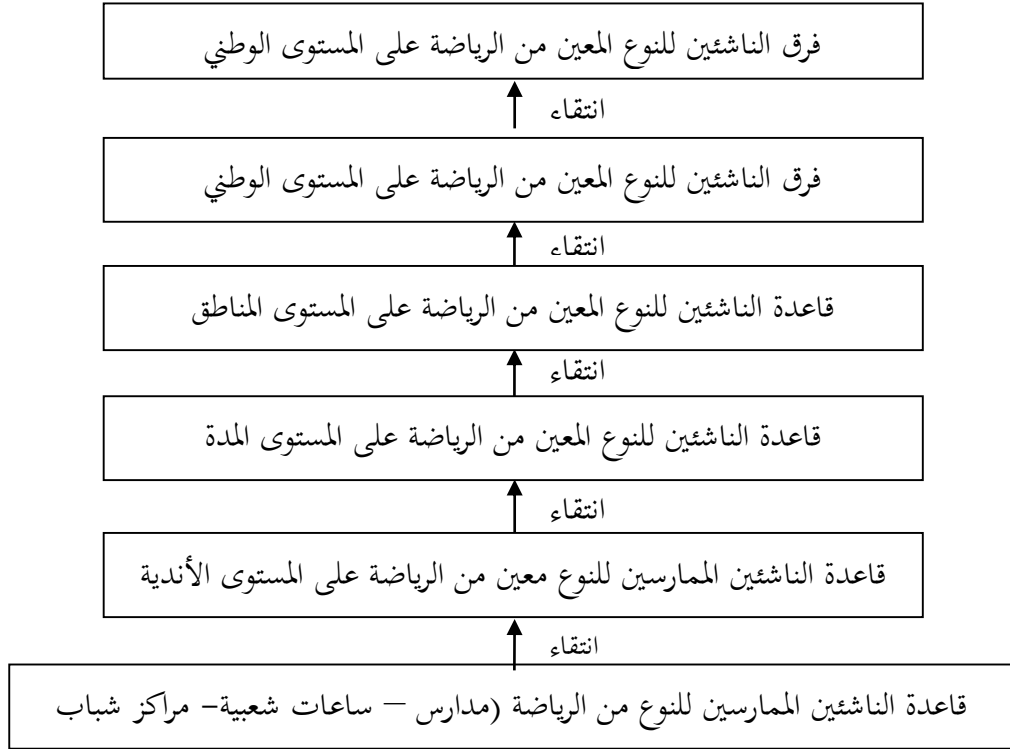 فرق الناشئين للنوع المعين من الرياضة على المستوى الوطني
انتقاء
فرق الناشئين للنوع المعين من الرياضة على المستوى الوطني
انتقاء
قاعدة الناشئين للنوع المعين من الرياضة على المستوى المناطق
انتقاء
قاعدة الناشئين للنوع المعين من الرياضة على المستوى المدة
انتقاء
قاعدة الناشئين الممارسين للنوع معين من الرياضة على المستوى الأندية
انتقاء
قاعدة الناشئين الممارسين للنوع من الرياضة (مدارس – ساعات شعبية– مراكز شباب